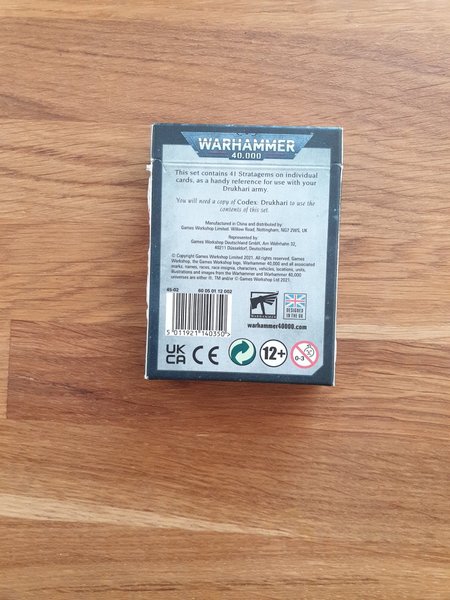 WARHAMMER
40,000
This set contains 41 Stratagems on individual
cards, as a handy reference for use with your
Drukhari army.
You will need a copy of Codex: Drukhari to use the
contents of this set.
Manufactured in China and distributed by:
Games Workshop Limited, Willow Road, Nottingham, NG7 2WS, UK
Represented by:
Games Workshop Deutschland GmbH, Am Wehrhahn 32,
40211 Düsseldorf, Deutschland
© Copyright Games Workshop Limited 2021. All rights reserved. Games
Workshop, the Games Workshop logo, Warhammer 40,000 and all associated
marks, names, races, race insignia, characters, vehicles, locations, units,
illustrations and images from the Warhammer and Warhammer 40,000
universes are either ®, TM and/or © Games Workshop Ltd 2021.
45-02 60 05 01 12 002
DESIGNED
IN THE UK
5 011921 140350 >
warhammer40000.com
UK
CA CE 12+ 0-3